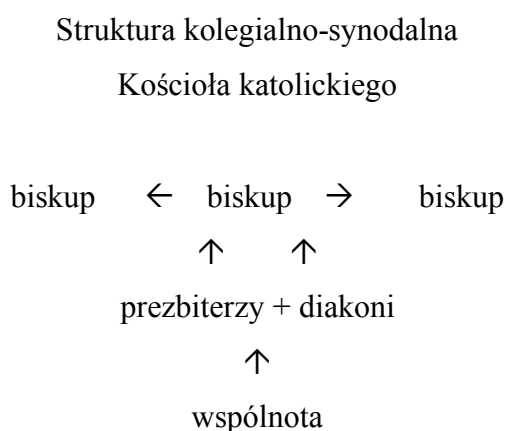 Struktura kolegialno-synodalna
Kościoła katolickiego
biskup ← biskup → biskup
↑ ↑
prezbiterzy + diakoni
↑
wspólnota